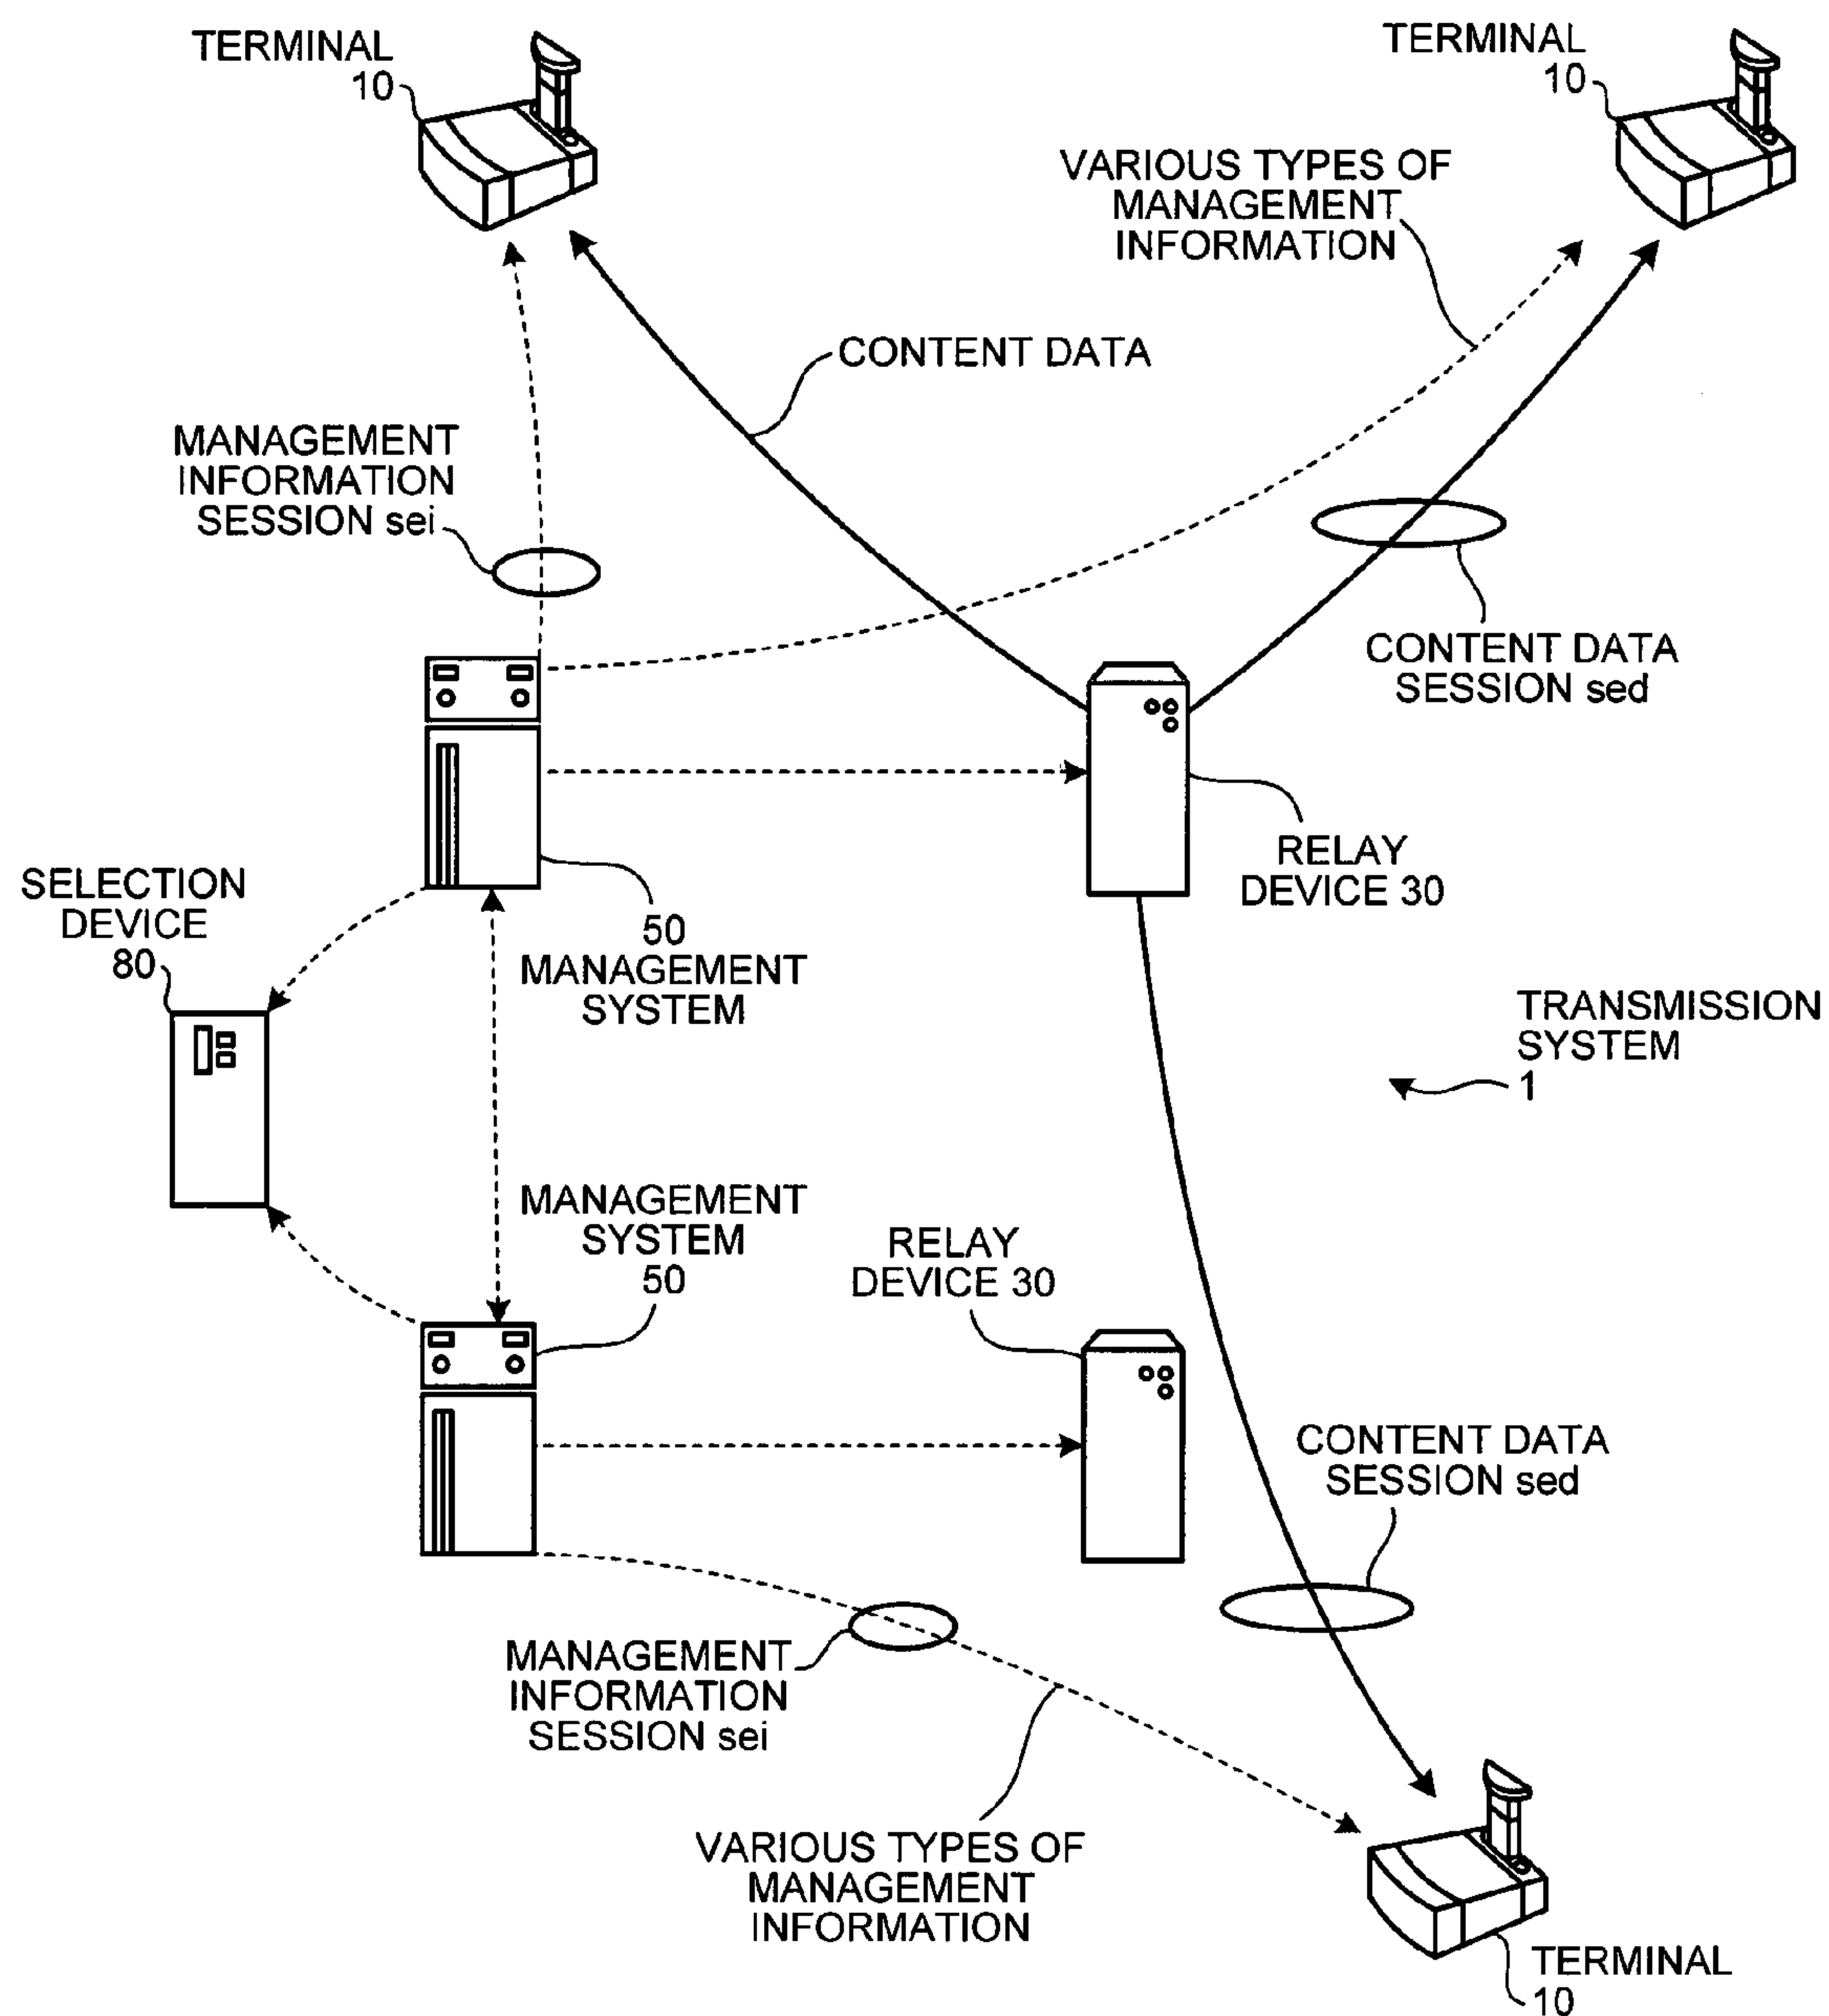 TERMINAL
10
TERMINAL
10
VARIOUS TYPES OF
MANAGEMENT
INFORMATION
CONTENT DATA
MANAGEMENT
INFORMATION
SESSION sei
CONTENT DATA
SESSION sed
RELAY
DEVICE 30
SELECTION
DEVICE
80
50
MANAGEMENT
SYSTEM
TRANSMISSION
SYSTEM
1
MANAGEMENT
SYSTEM
50
RELAY
DEVICE 30
CONTENT DATA
SESSION sed
MANAGEMENT
INFORMATION
SESSION sei
VARIOUS TYPES OF
MANAGEMENT
INFORMATION
TERMINAL
10